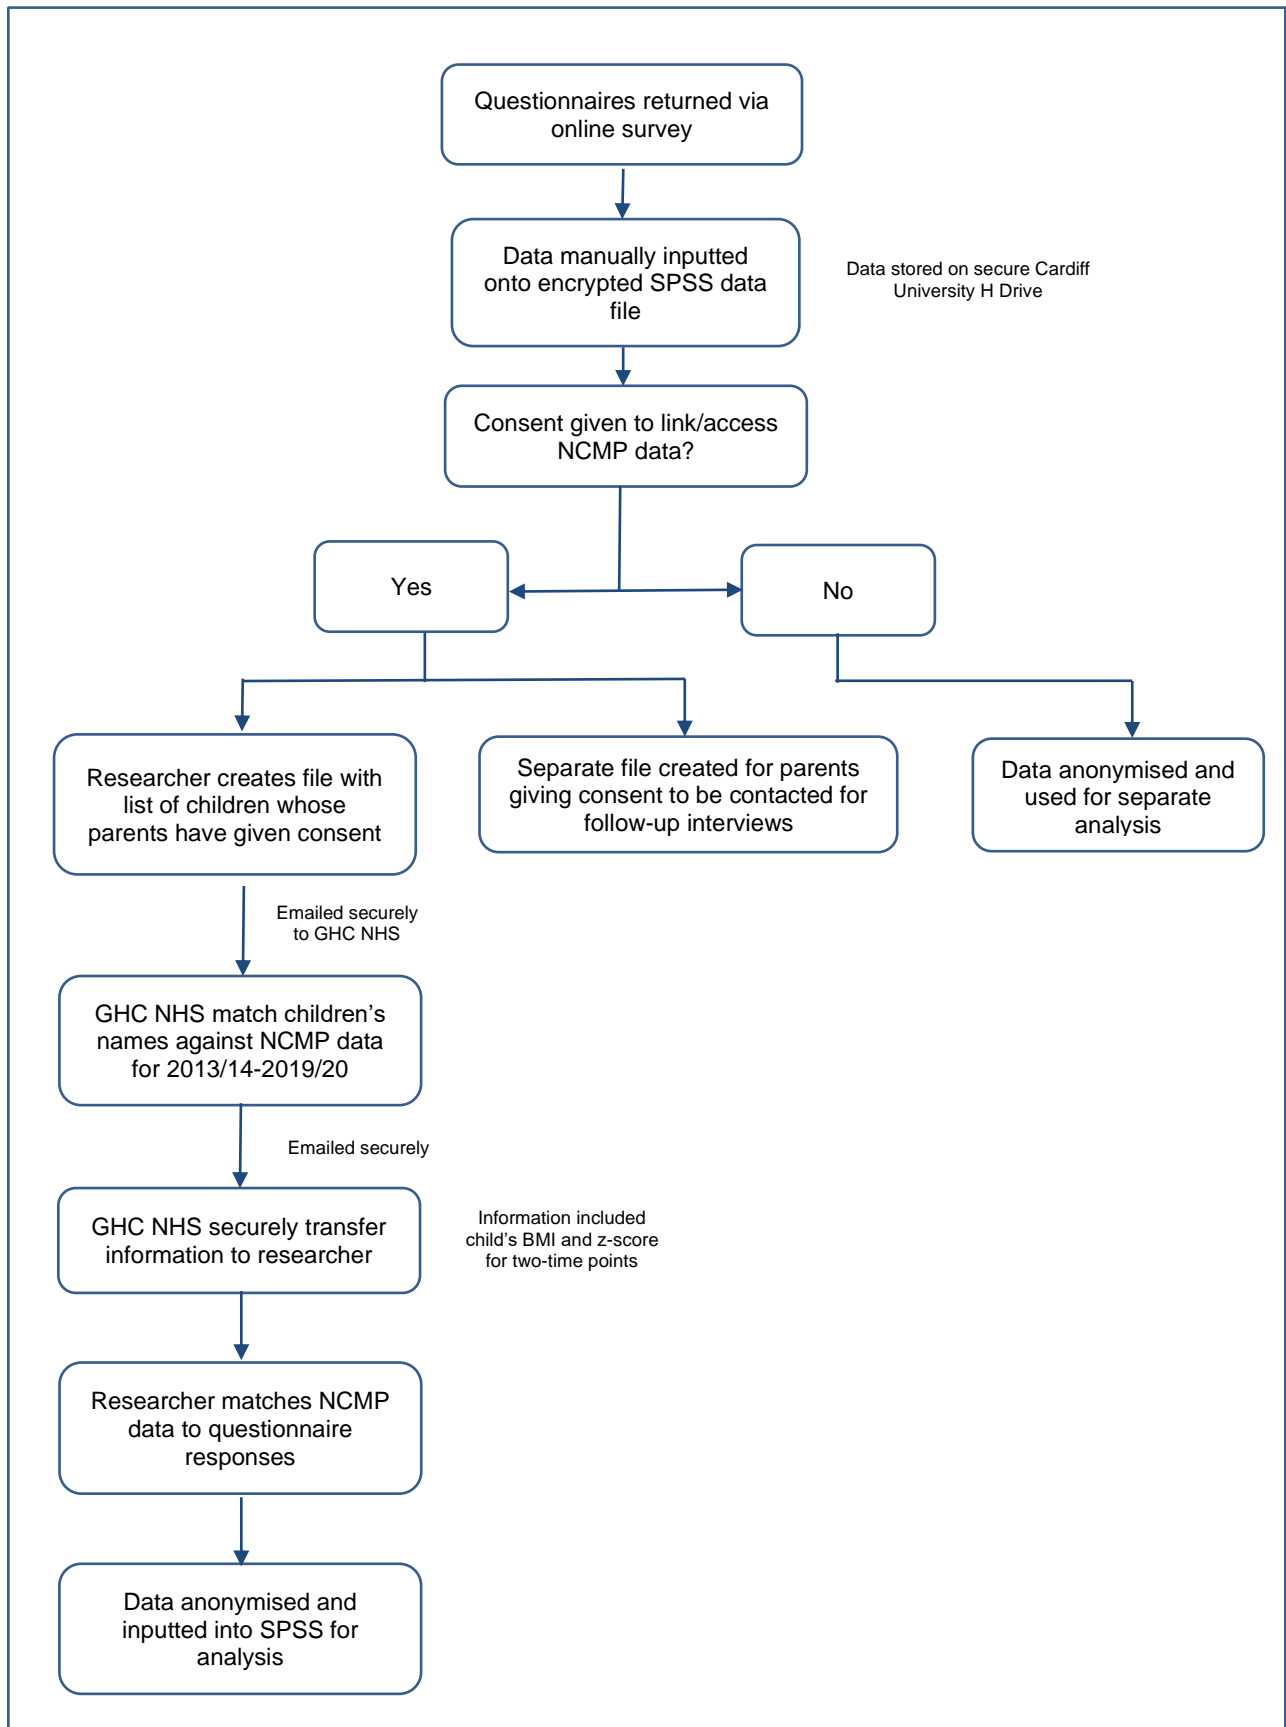 Questionnaires returned via
online survey
Data manually inputted
onto encrypted SPSS data
file
Data stored on secure Cardiff
University H Drive
Consent given to link/access
NCMP data?
Yes
No
Researcher creates file with
list of children whose
parents have given consent
Separate file created for parents
giving consent to be contacted for
follow-up interviews
Data anonymised and
used for separate
analysis
Emailed securely
to GHC NHS
GHC NHS match children’s
names against NCMP data
for 2013/14-2019/20
Emailed securely
GHC NHS securely transfer
information to researcher
Information included
child’s BMI and z-score
for two-time points
Researcher matches NCMP
data to questionnaire
responses
Data anonymised and
inputted into SPSS for
analysis